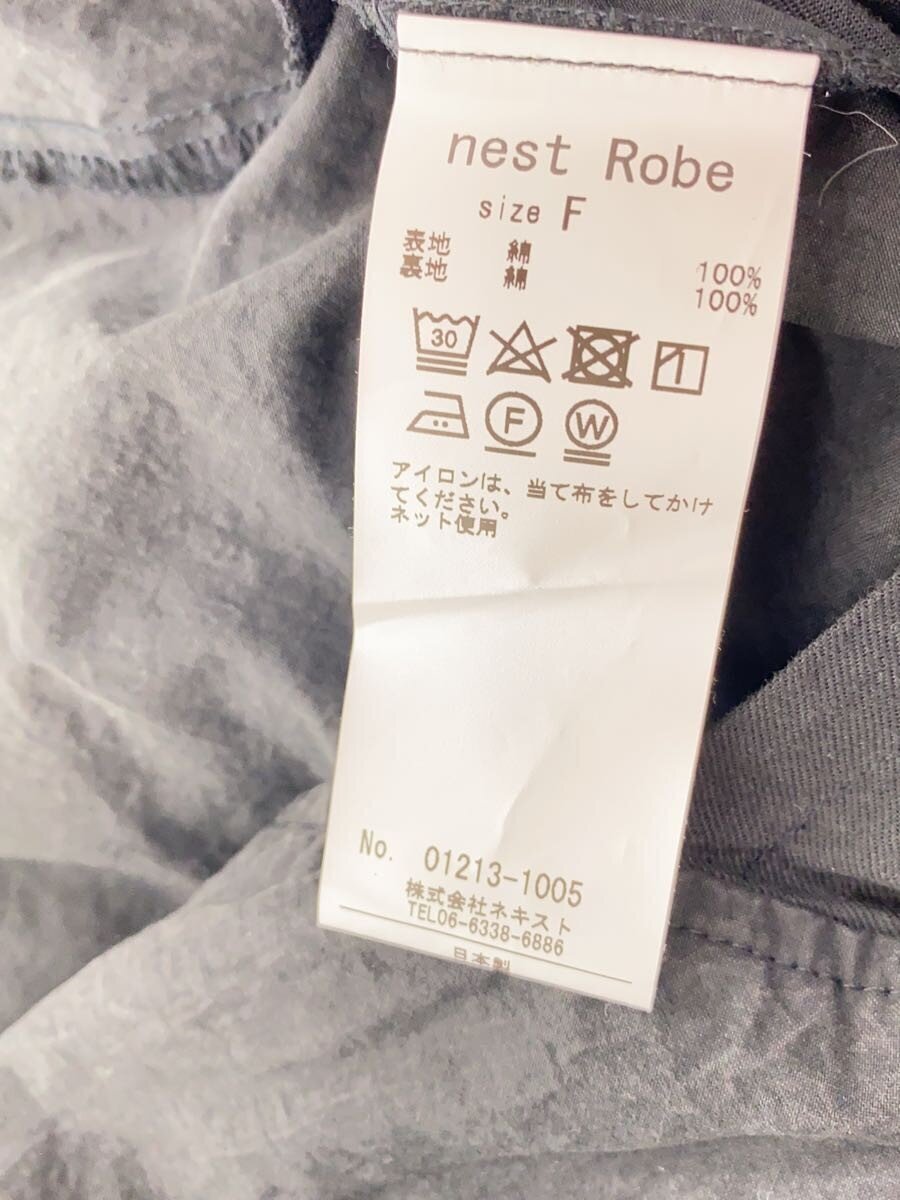 nest Robe
size F
表地 綿 100%
裏地 綿 100%
30
F W
アイロンは、当て布をしてかけ
てください。
ネット使用
No. 01213-1005
株式会社ネキスト
TEL06-6338-6886
日本製